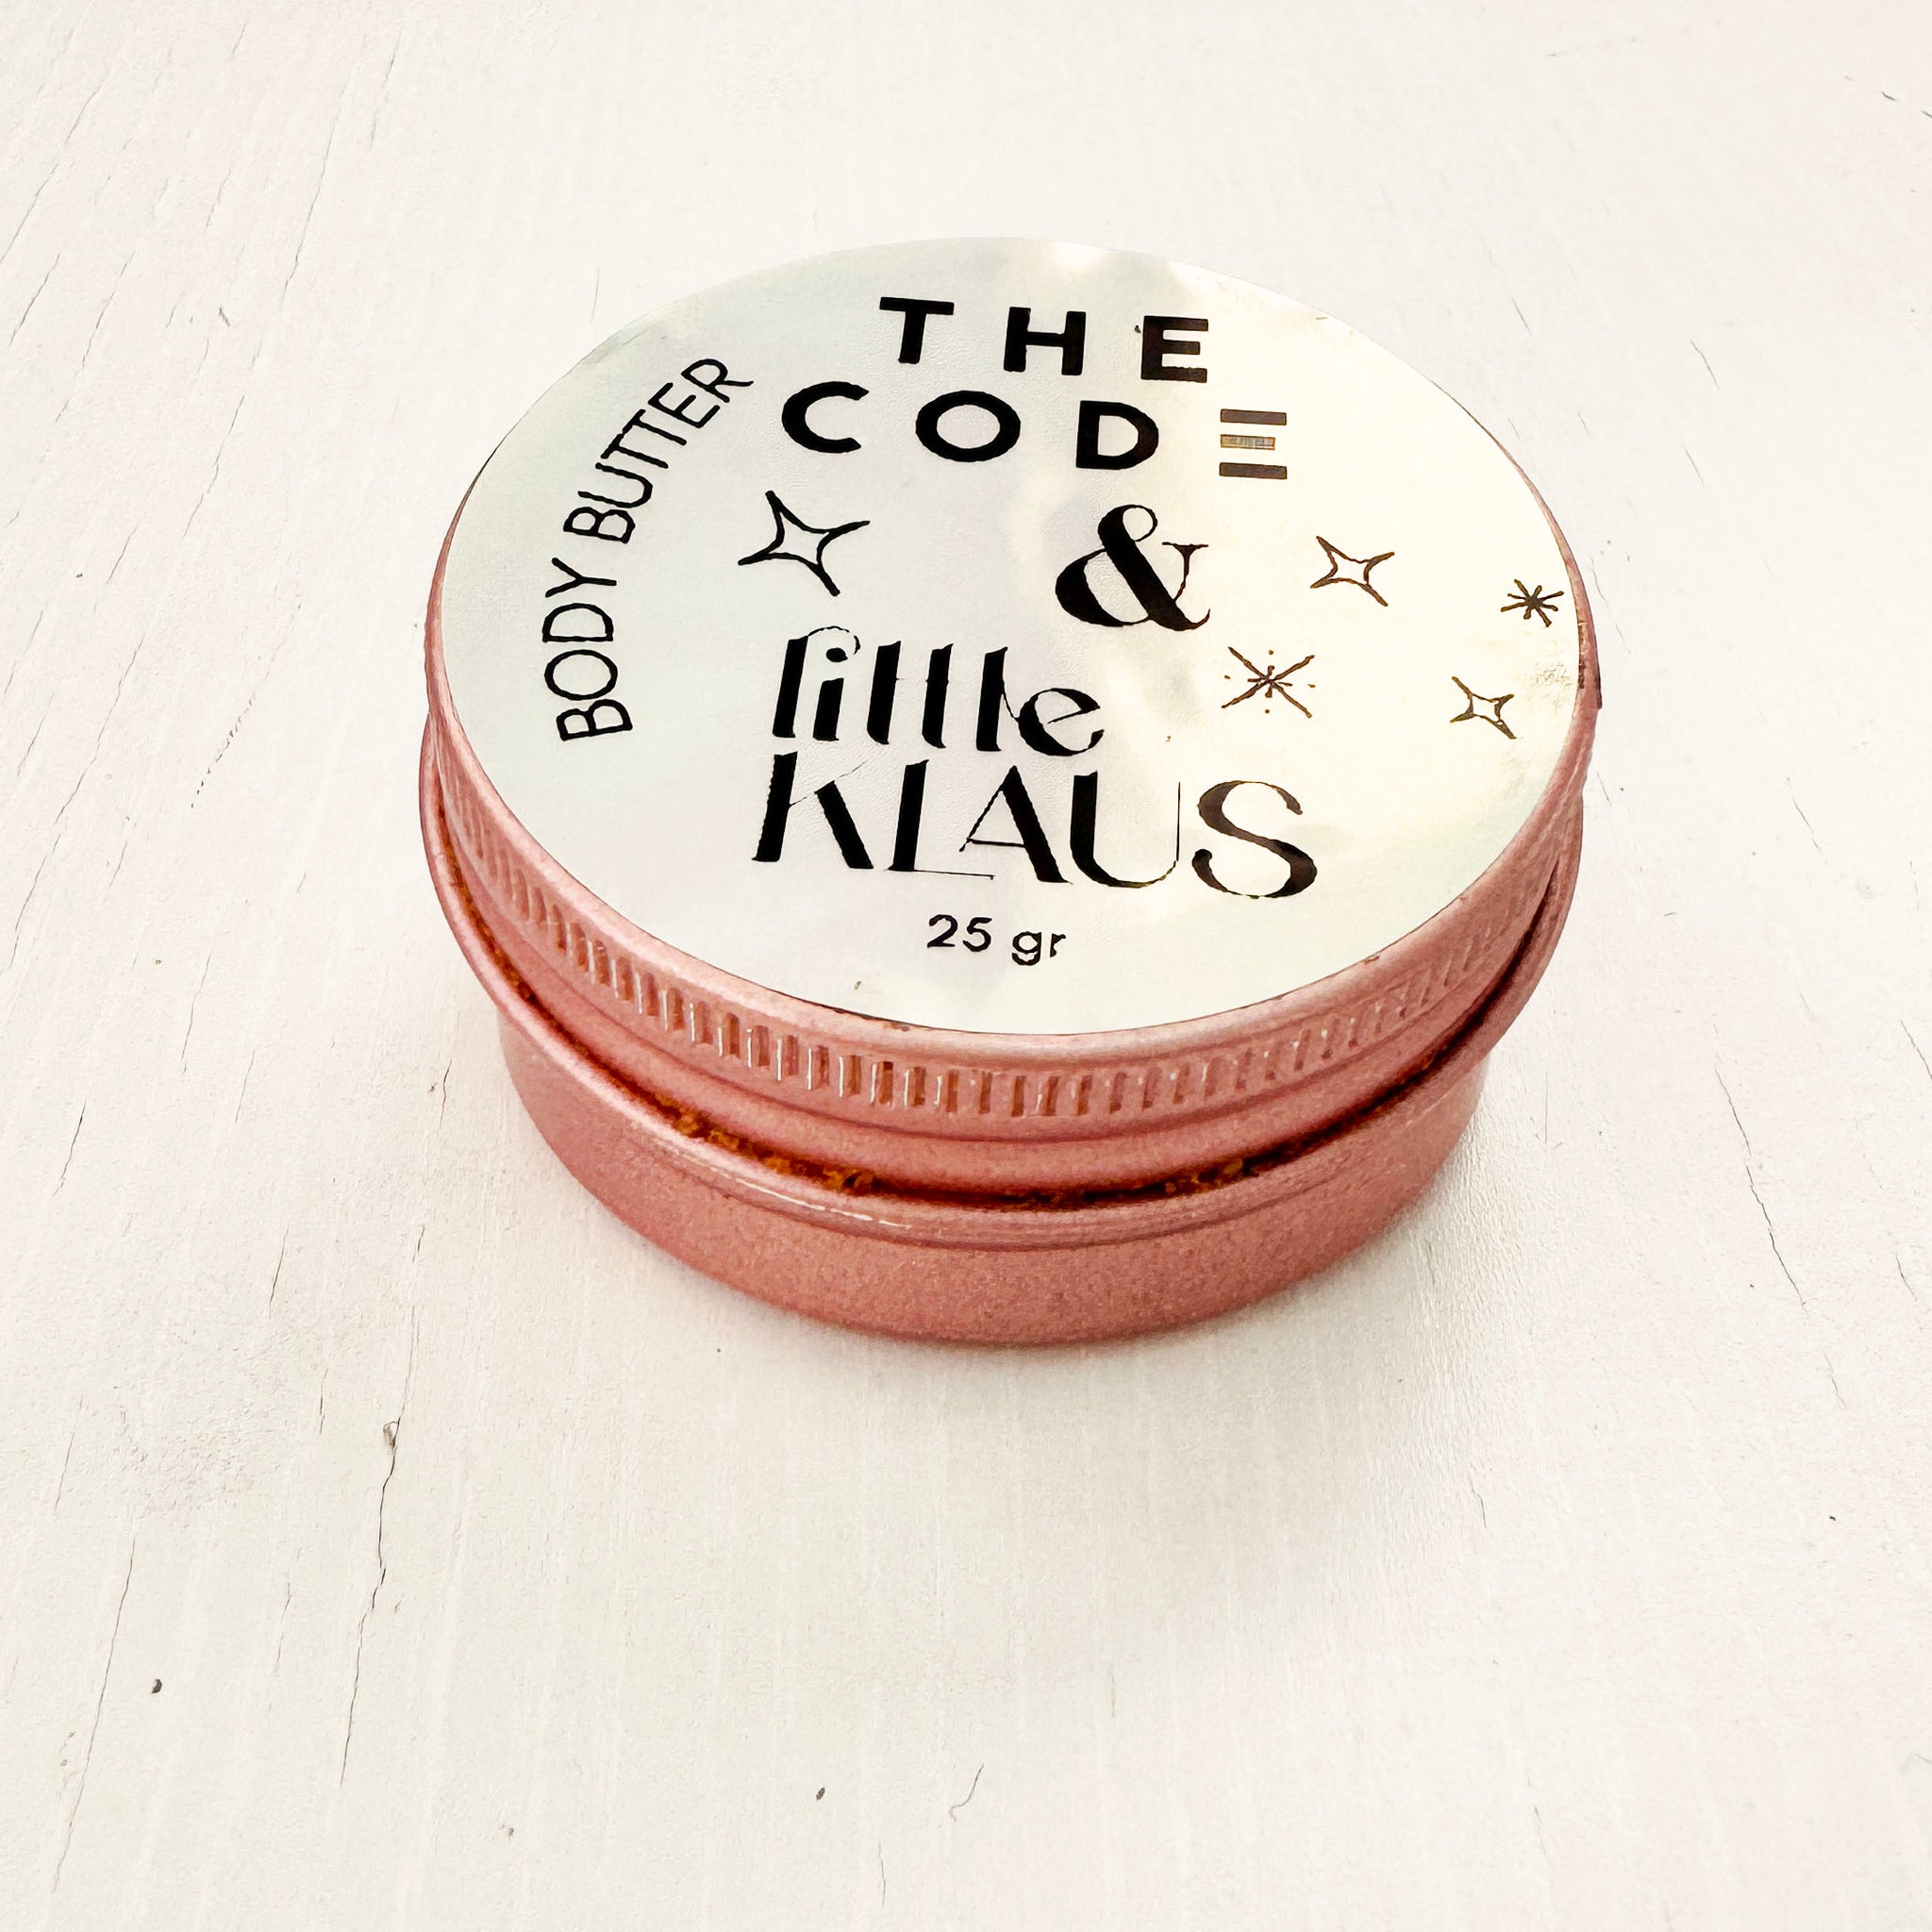 THE
CODE
BODY BUTTER
&
little
KLAUS
25 gr